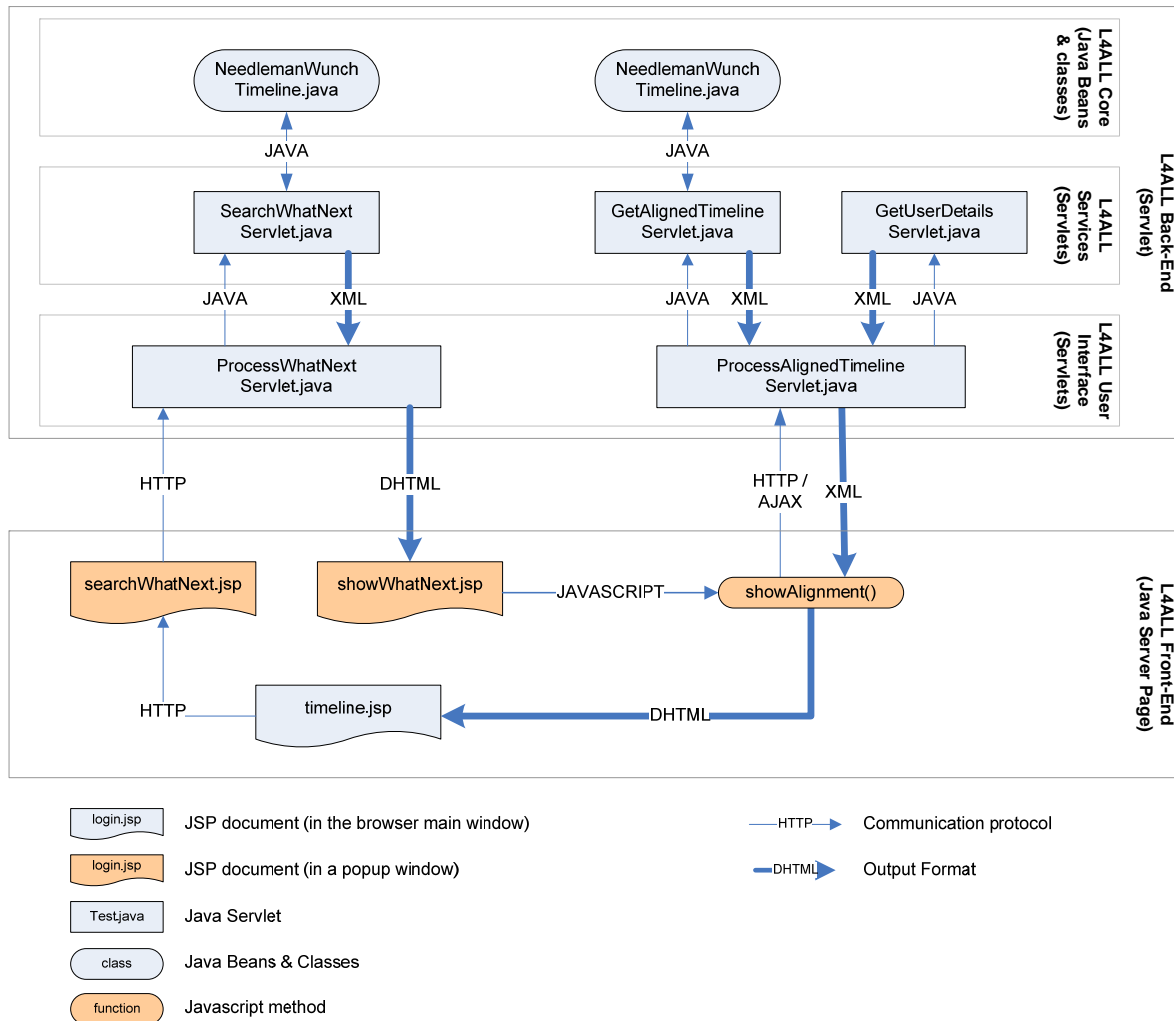 NeedlemanWunch
Timeline.java
NeedlemanWunch
Timeline.java
L4ALL Core
(Java Beans
& classes)
JAVA
JAVA
SearchWhatNext
Servlet.java
GetAlignedTimeline
Servlet.java
GetUserDetails
Servlet.java
L4ALL
Services
(Servlets)
L4ALL Back-End
(Servlet)
JAVA
XML
JAVA
XML
XML
JAVA
ProcessWhatNext
Servlet.java
ProcessAlignedTimeline
Servlet.java
L4ALL User
Interface
(Servlets)
HTTP
DHTML
HTTP /
AJAX
XML
searchWhatNext.jsp
showWhatNext.jsp
JAVASCRIPT
showAlignment()
L4ALL Front-End
(Java Server Page)
HTTP
timeline.jsp
DHTML
login.jsp
JSP document (in the browser main window)
HTTP
Communication protocol
login.jsp
JSP document (in a popup window)
DHTML
Output Format
Test.java
Java Servlet
class
Java Beans & Classes
function
Javascript method